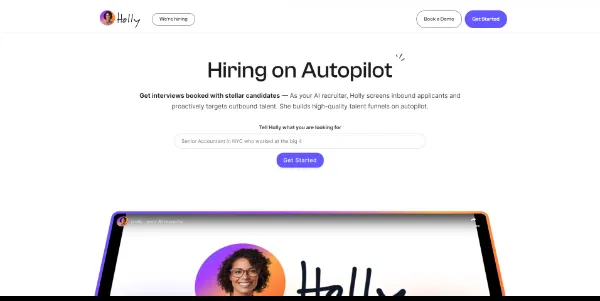 Holly
We're hiring
Book a Demo
Get Started
Hiring on Autopilot
Get interviews booked with stellar candidates — As your AI recruiter, Holly screens inbound applicants and
proactively targets outbound talent. She builds high-quality talent funnels on autopilot.
Tell Holly what you are looking for
Senior Accountant in NYC who worked at the big 4
Get Started
Holly